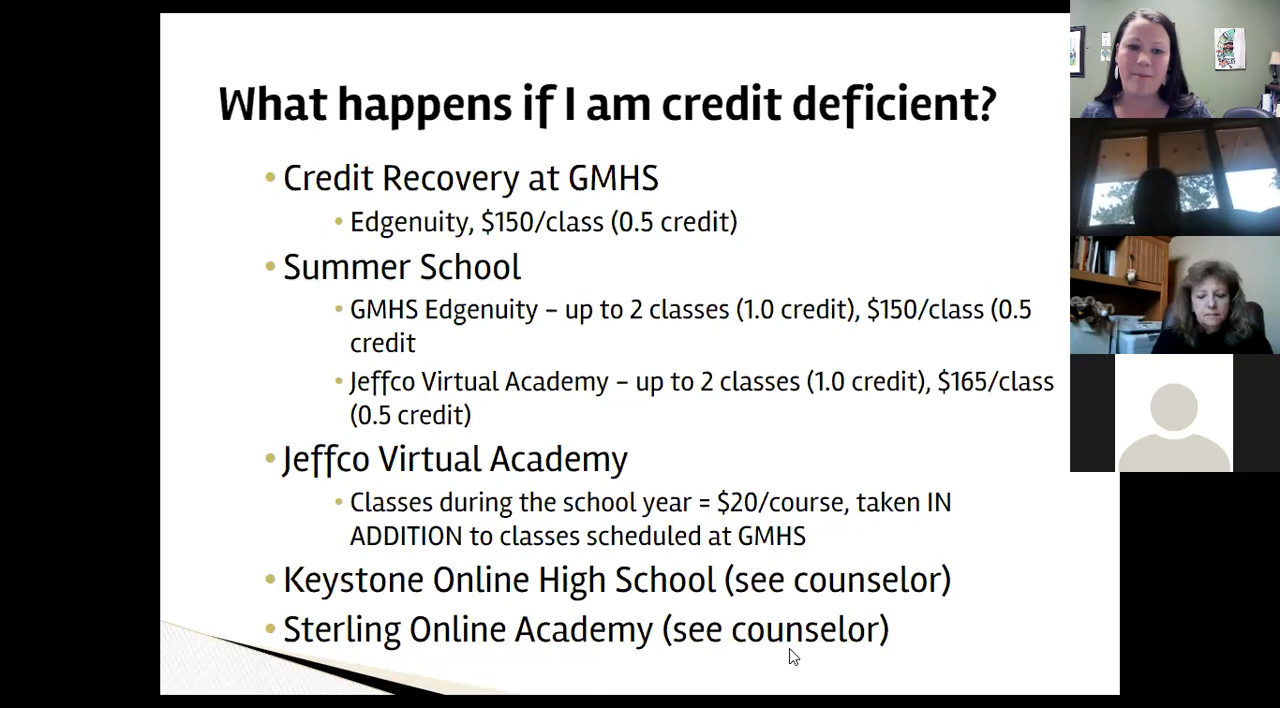 What happens if I am credit deficient?
• Credit Recovery at GMHS
• Edgenuity, $150/class (0.5 credit)
• Summer School
• GMHS Edgenuity – up to 2 classes (1.0 credit), $150/class (0.5
credit
• Jeffco Virtual Academy – up to 2 classes (1.0 credit), $165/class
(0.5 credit)
• Jeffco Virtual Academy
• Classes during the school year = $20/course, taken IN
ADDITION to classes scheduled at GMHS
• Keystone Online High School (see counselor)
• Sterling Online Academy (see counselor)